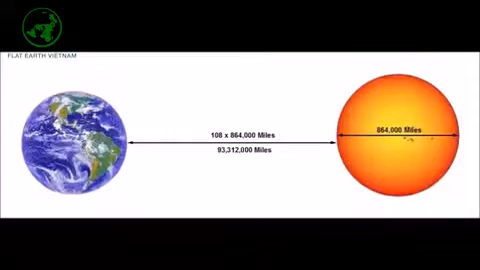 FLAT EARTH VIETNAM
108 x 864,000 Miles
93,312,000 Miles
864,000 Miles